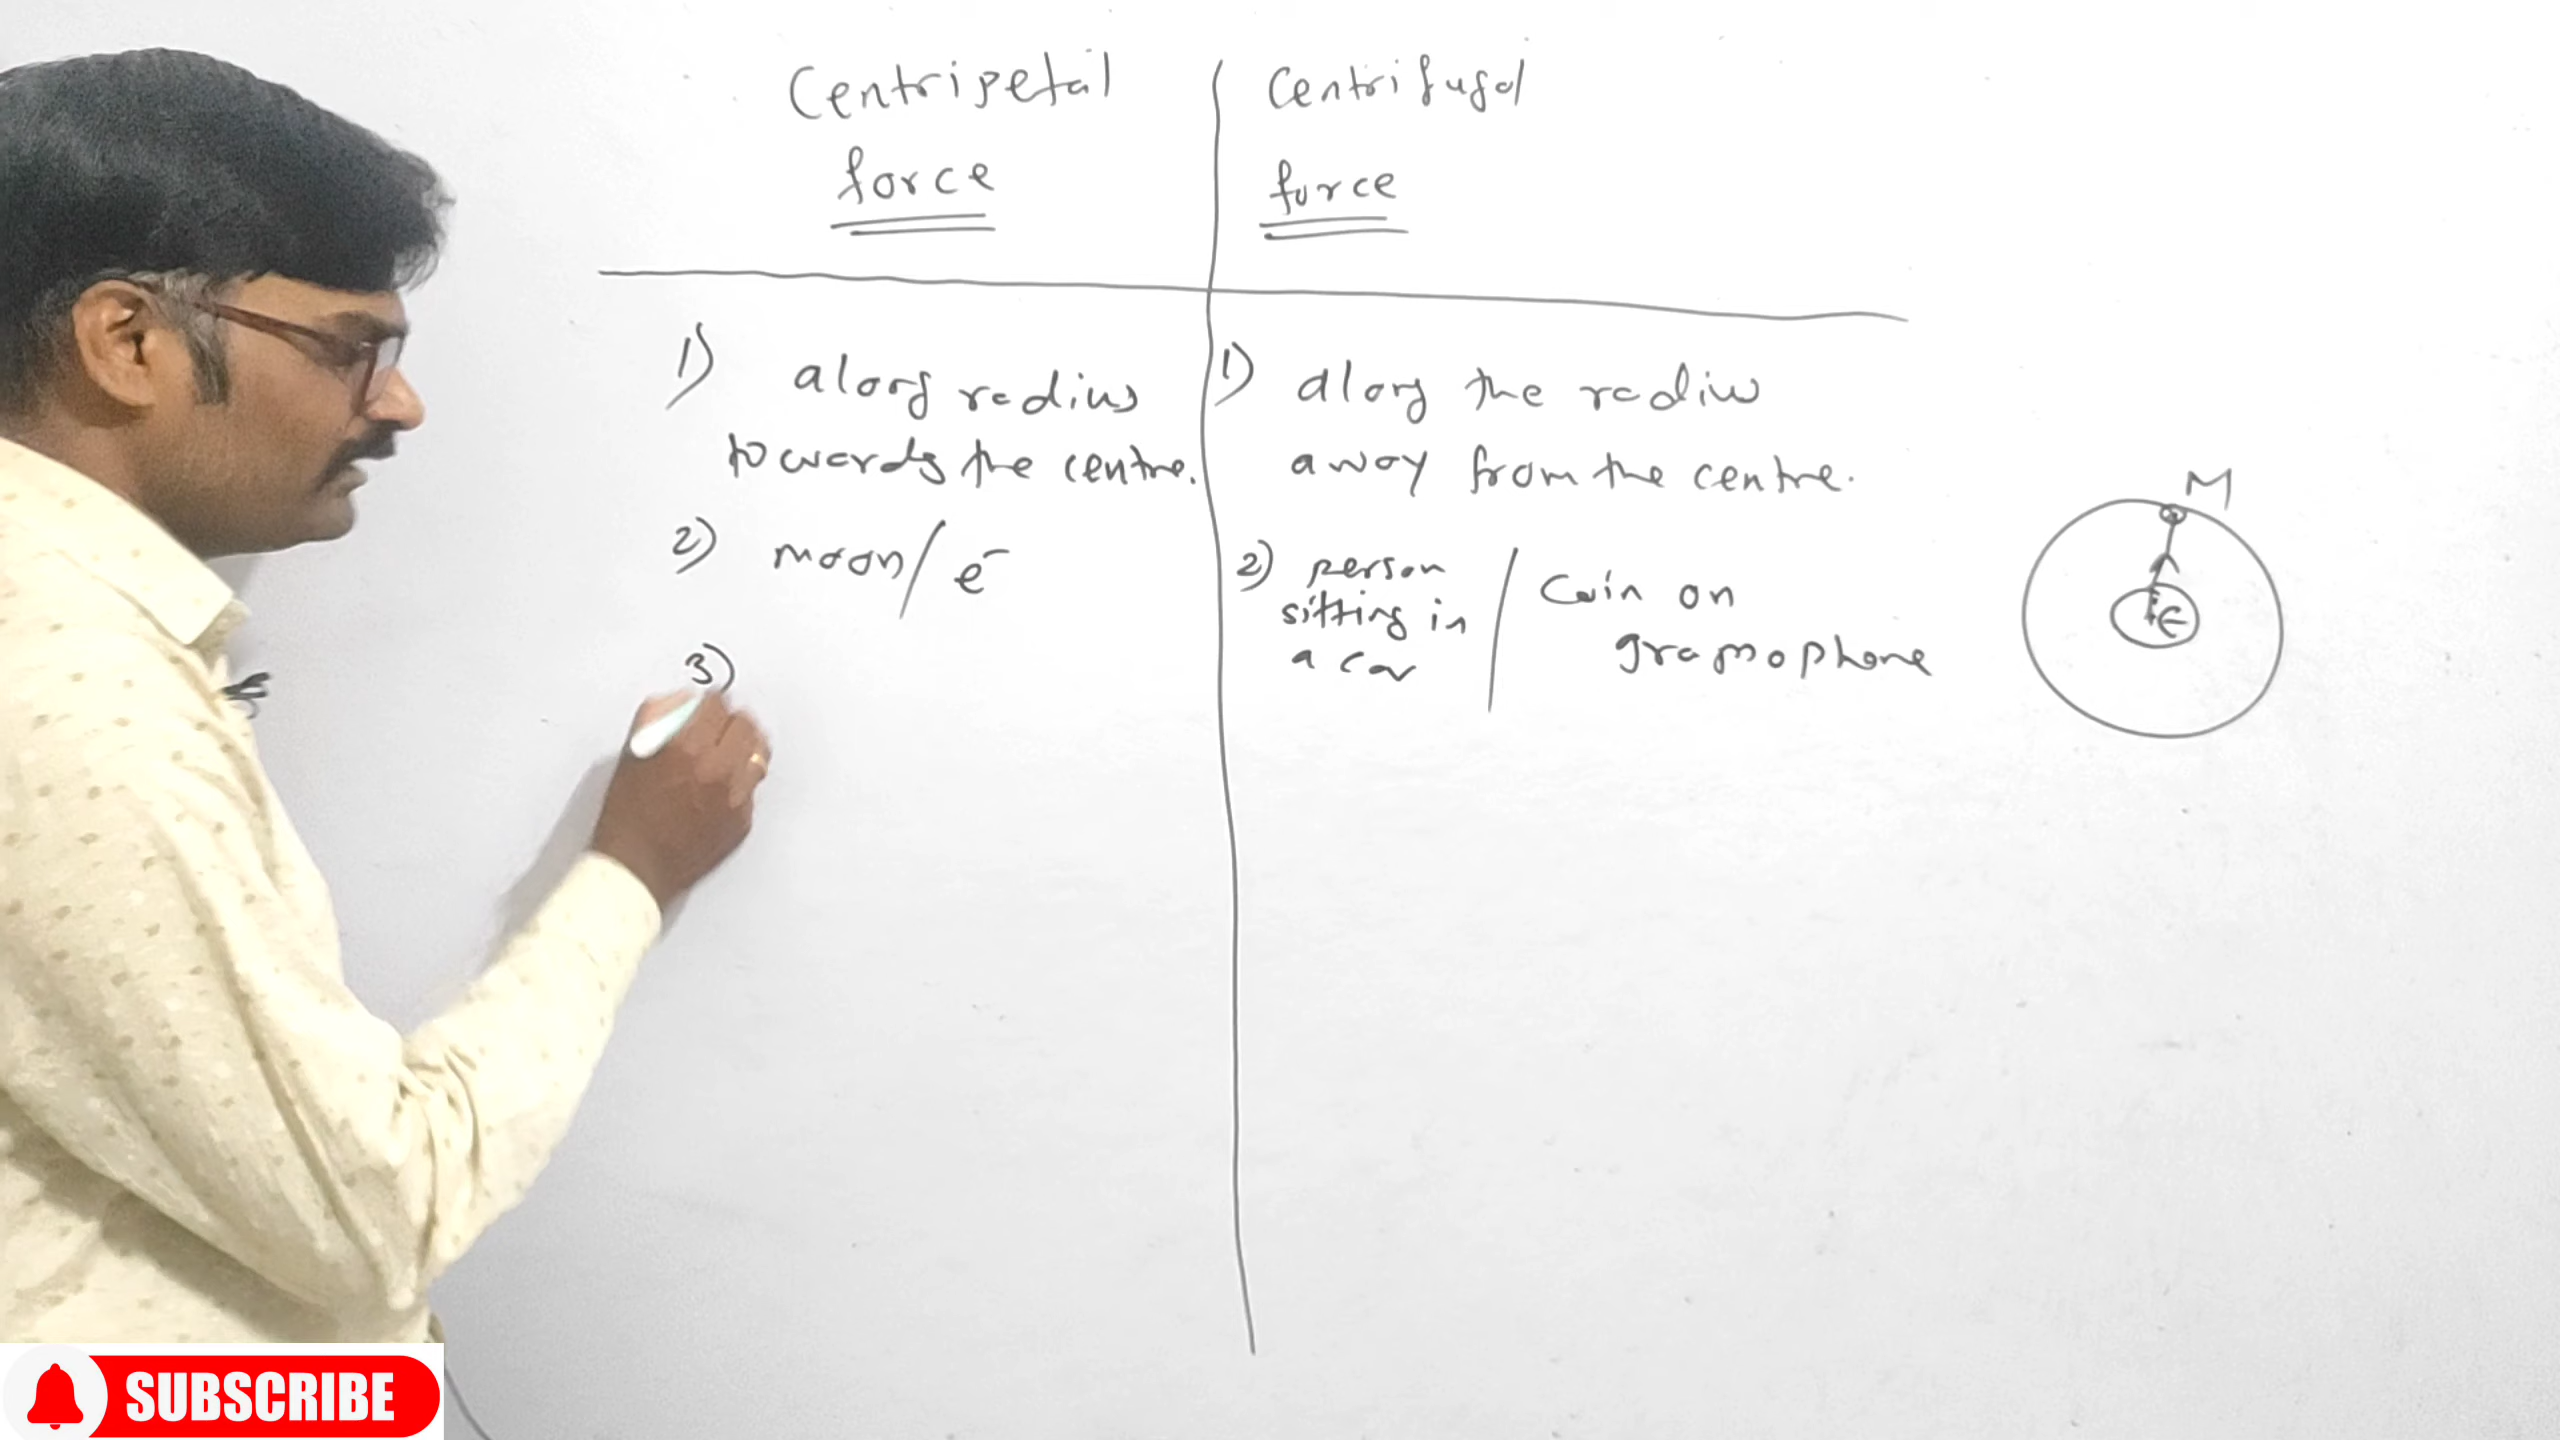 Centripetal
force
Centrifugal
force
1) along radius
towards the centre.
2) moon/e⁻
3)
1) along the radius
away from the centre.
2) person
sitting in
a car
/ Coin on
gramophone
M
E
SUBSCRIBE